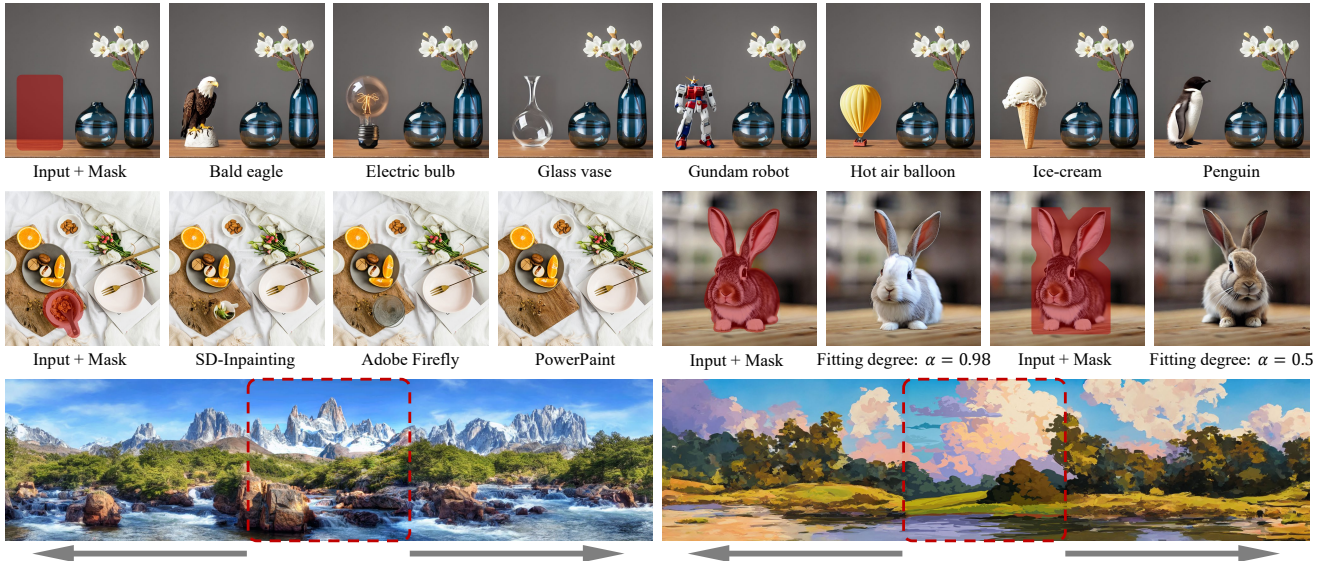 Input + Mask
Bald eagle
Electric bulb
Glass vase
Gundam robot
Hot air balloon
Ice-cream
Penguin
Input + Mask
SD-Inpainting
Adobe Firefly
PowerPaint
Input + Mask
Fitting degree: α = 0.98
Input + Mask
Fitting degree: α = 0.5